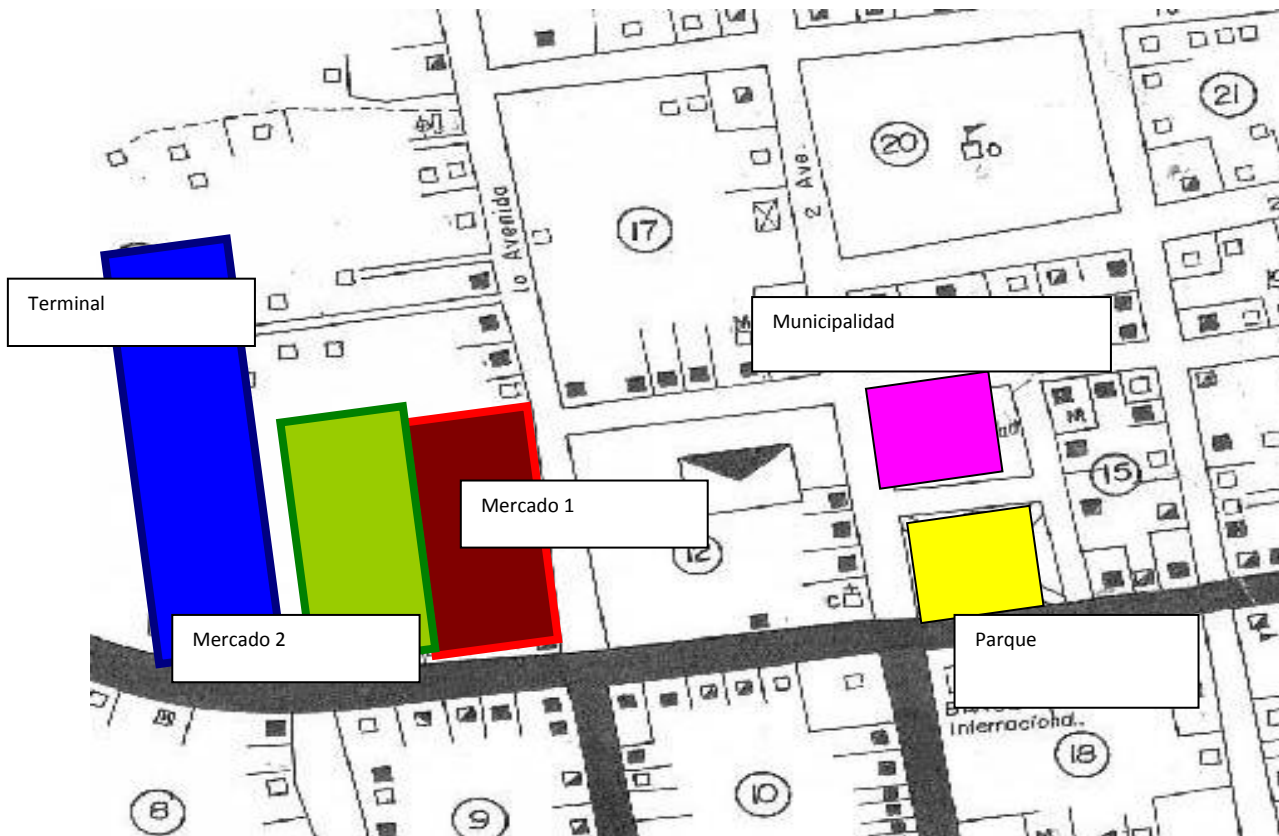 21
20
17
2 Ave.
1o Avenida
Terminal
Municipalidad
Mercado 1
15
12
C
Mercado 2
Parque
Internacional.
18
8
9
10